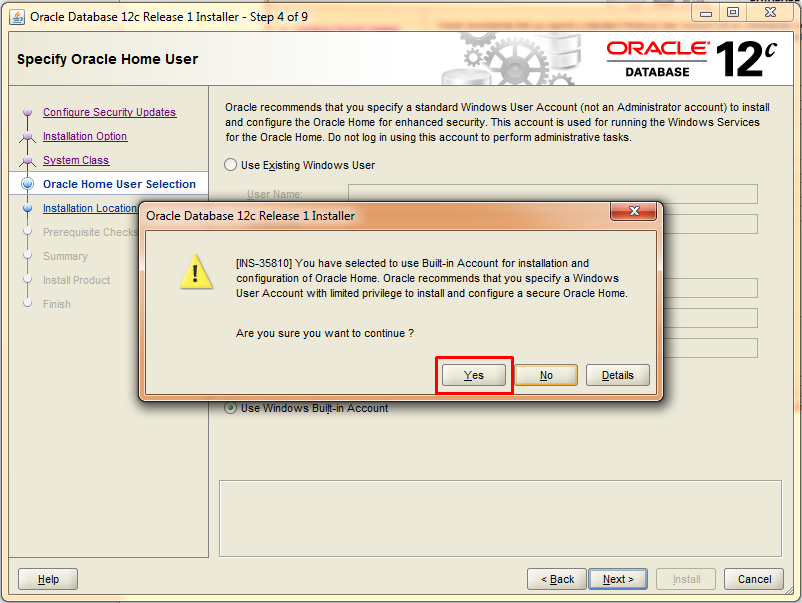 Oracle Database 12c Release 1 Installer - Step 4 of 9
Specify Oracle Home User
ORACLE®
DATABASE
12c
Configure Security Updates
Installation Option
System Class
Oracle Home User Selection
Installation Location
Prerequisite Checks
Summary
Install Product
Finish
Oracle recommends that you specify a standard Windows User Account (not an Administrator account) to install
and configure the Oracle Home for enhanced security. This account is used for running the Windows Services
for the Oracle Home. Do not log in using this account to perform administrative tasks.
Use Existing Windows User
User Name:
Oracle Database 12c Release 1 Installer
[INS-35810] You have selected to use Built-in Account for installation and
configuration of Oracle Home. Oracle recommends that you specify a Windows
User Account with limited privilege to install and configure a secure Oracle Home.
Are you sure you want to continue ?
Yes
No
Details
Use Windows Built-in Account
Help
< Back
Next >
Install
Cancel